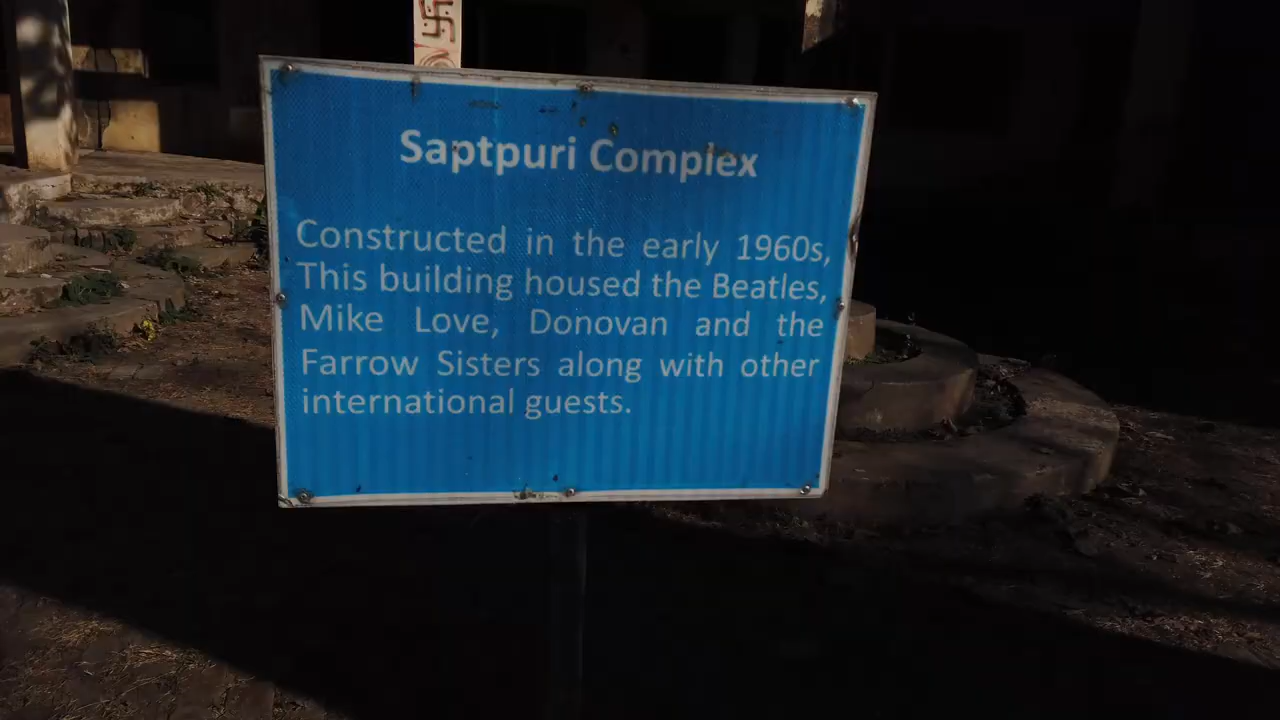 Saptpuri Complex
Constructed in the early 1960s,
This building housed the Beatles,
Mike Love, Donovan and the
Farrow Sisters along with other
international guests.